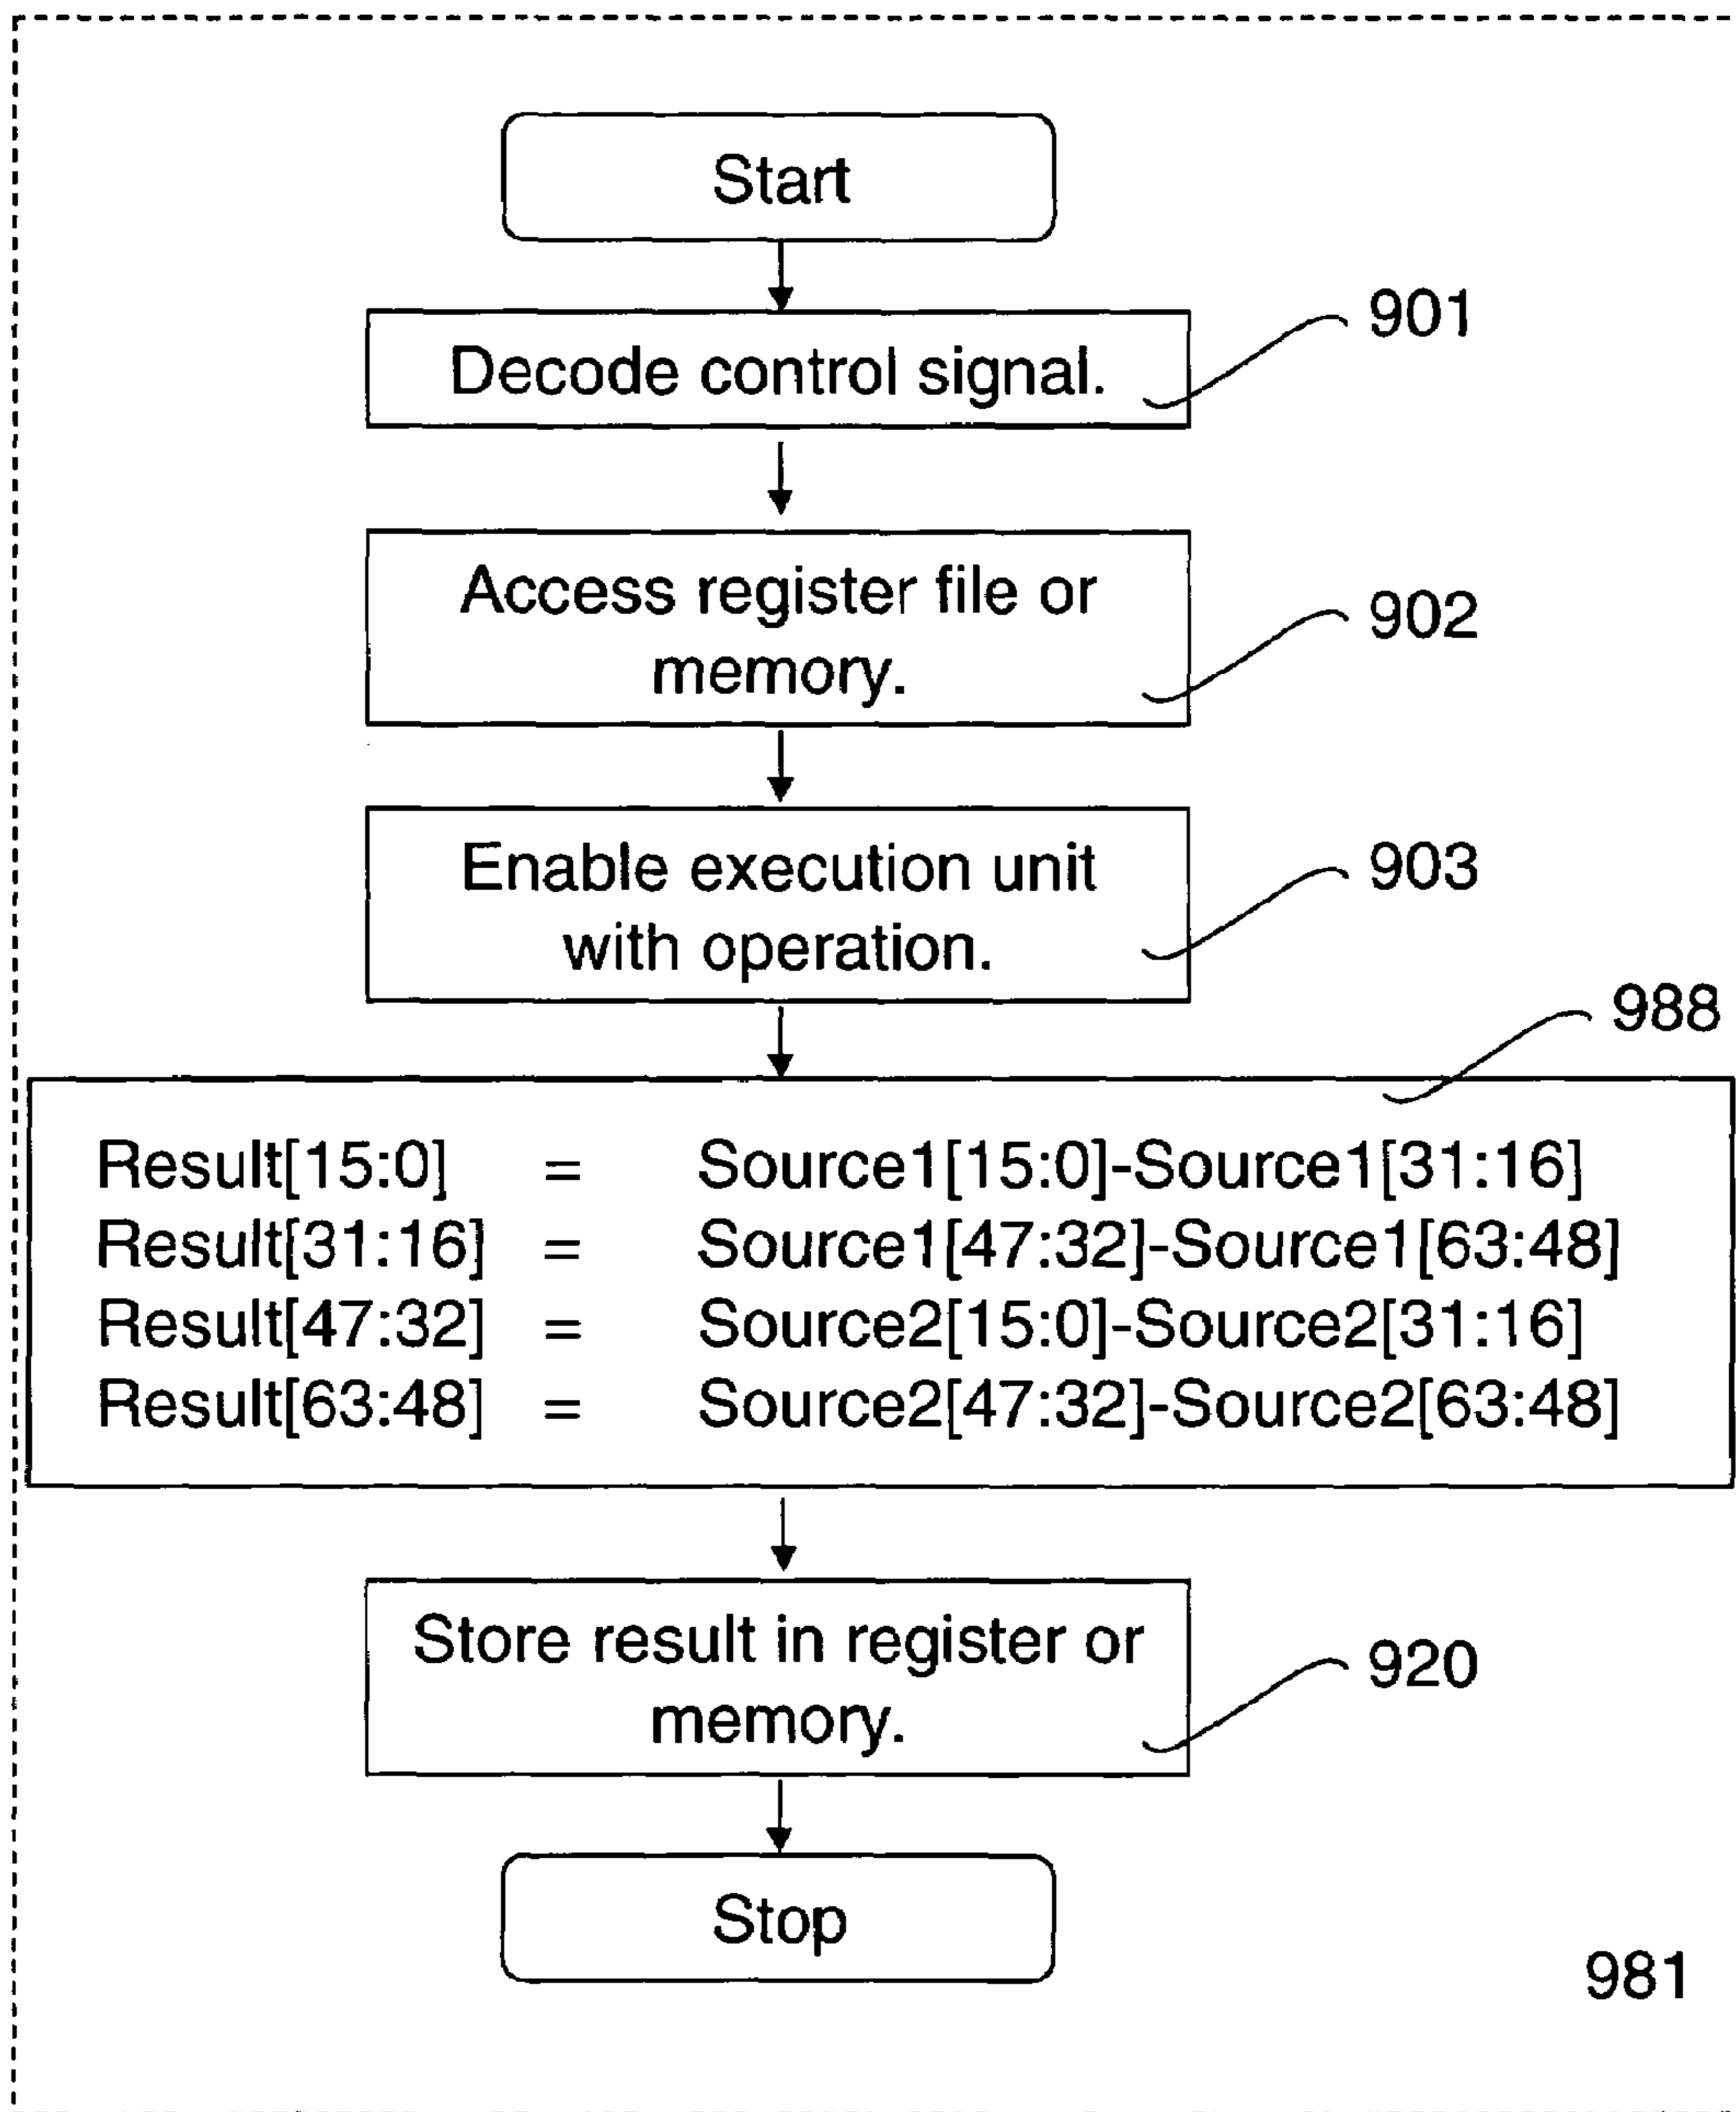 Start
Decode control signal.
901
Access register file or
memory.
902
Enable execution unit
with operation.
903
988
Result[15:0] = Source1[15:0]-Source1[31:16]
Result[31:16] = Source1[47:32]-Source1[63:48]
Result[47:32] = Source2[15:0]-Source2[31:16]
Result[63:48] = Source2[47:32]-Source2[63:48]
Store result in register or
memory.
920
Stop
981